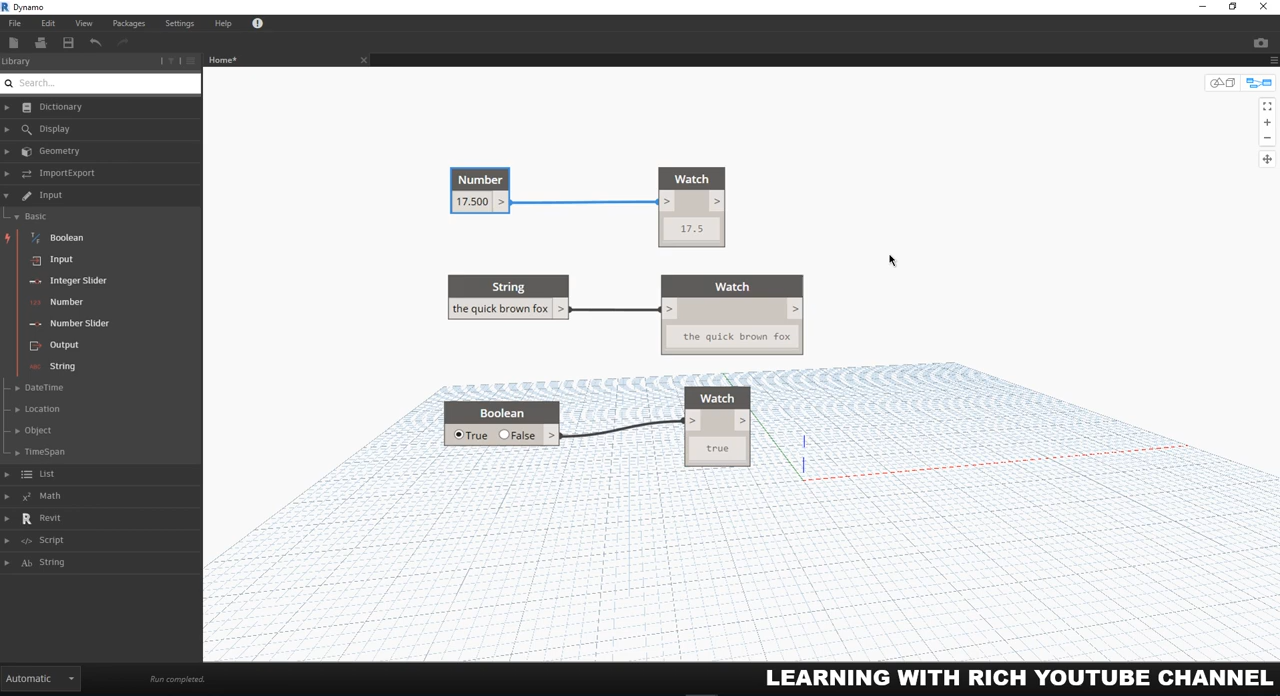 Dynamo
File Edit View Packages Settings Help
Library
Home*
Search...
Dictionary
Display
Geometry
ImportExport
Input
Basic
Boolean
Input
Integer Slider
Number
Number Slider
Output
String
DateTime
Location
Object
TimeSpan
List
Math
Revit
Script
String
Number
17.500 >
Watch
> >
17.5
String
the quick brown fox >
Watch
> >
the quick brown fox
Boolean
True False >
Watch
> >
true
Automatic
Run completed.
LEARNING WITH RICH YOUTUBE CHANNEL